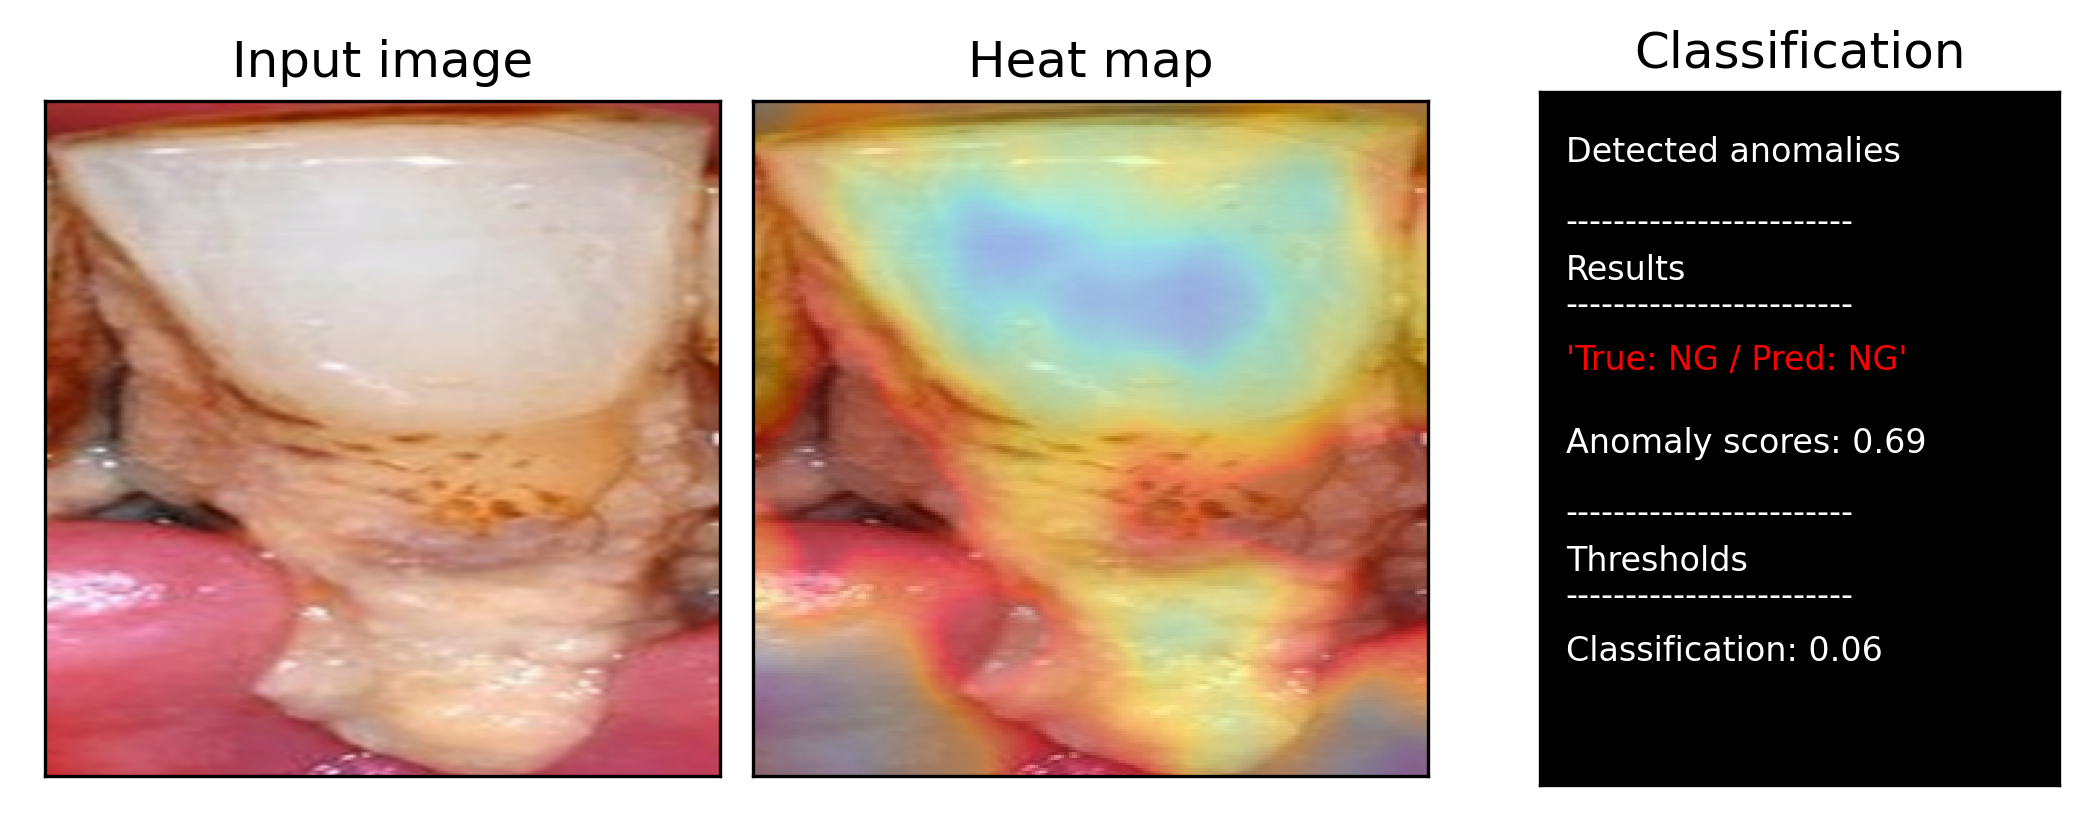 Input image
Heat map
Classification
Detected anomalies
------------------------
Results
------------------------
'True: NG / Pred: NG'
Anomaly scores: 0.69
------------------------
Thresholds
------------------------
Classification: 0.06